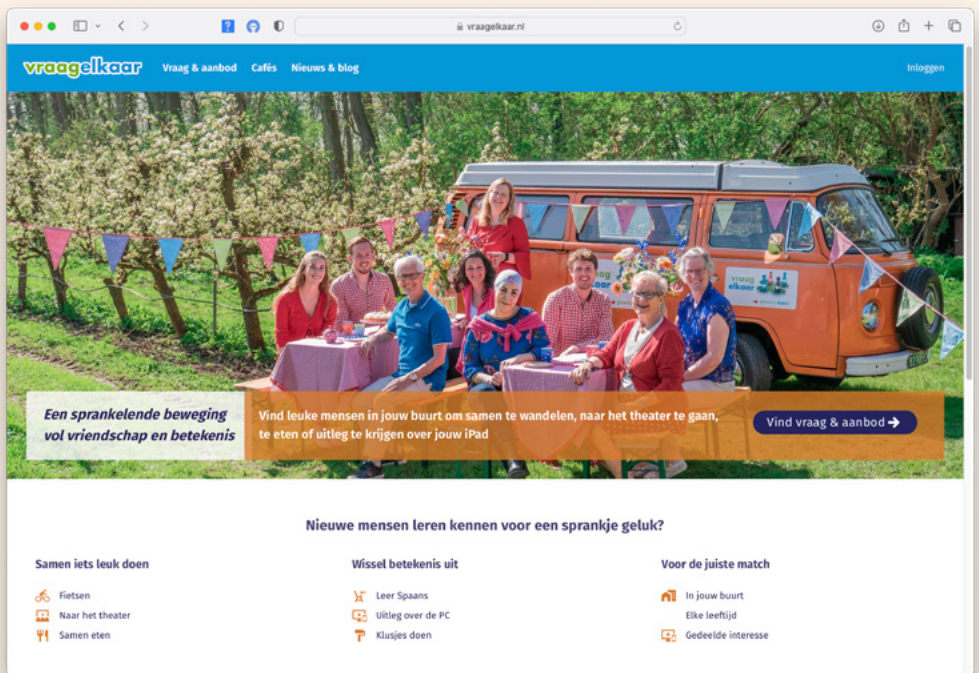 vraagelkaar.nl
vraagelkaar
Vraag & aanbod Cafés Nieuws & blog
Inloggen
vraag
elkaar
Een sprankelende beweging
vol vriendschap en betekenis
Vind leuke mensen in jouw buurt om samen te wandelen, naar het theater te gaan,
te eten of uitleg te krijgen over jouw iPad
Vind vraag & aanbod
Nieuwe mensen leren kennen voor een sprankje geluk?
Samen iets leuk doen
Fietsen
Naar het theater
Samen eten
Wissel betekenis uit
Leer Spaans
Uitleg over de PC
Klusjes doen
Voor de juiste match
In jouw buurt
Elke leeftijd
Gedeelde interesse